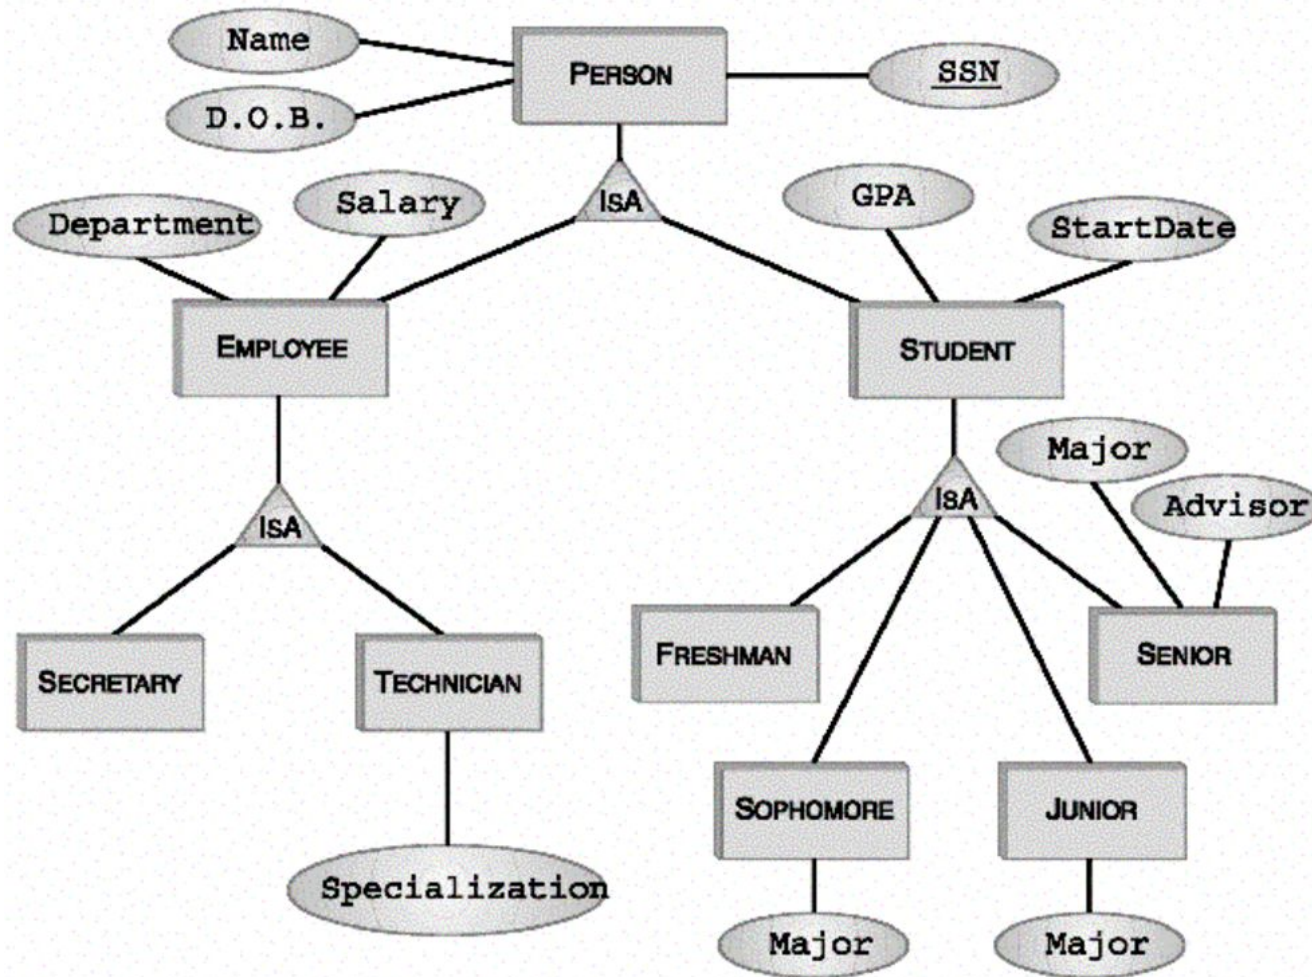 Name
PERSON
SSN
D.O.B.
IsA
GPA
Salary
Department
StartDate
EMPLOYEE
STUDENT
Major
IsA
Advisor
IsA
SECRETARY
TECHNICIAN
FRESHMAN
SENIOR
SOPHOMORE
JUNIOR
Specialization
Major
Major